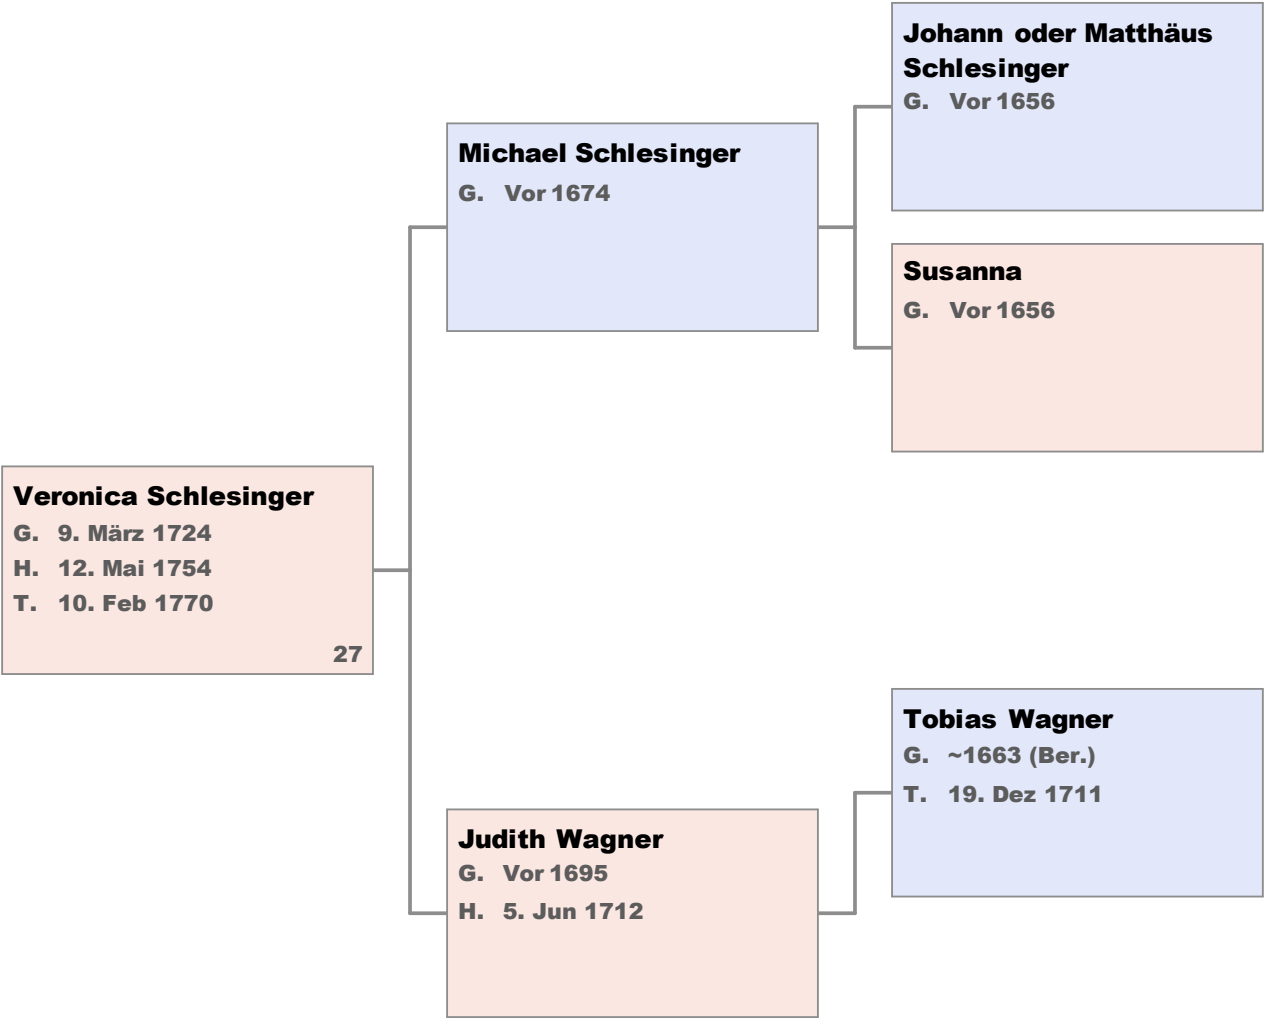 Johann oder Matthäus
Schlesinger
G. Vor 1656
Michael Schlesinger
G. Vor 1674
Susanna
G. Vor 1656
Veronica Schlesinger
G. 9. März 1724
H. 12. Mai 1754
T. 10. Feb 1770
27
Tobias Wagner
G. ~1663 (Ber.)
T. 19. Dez 1711
Judith Wagner
G. Vor 1695
H. 5. Jun 1712